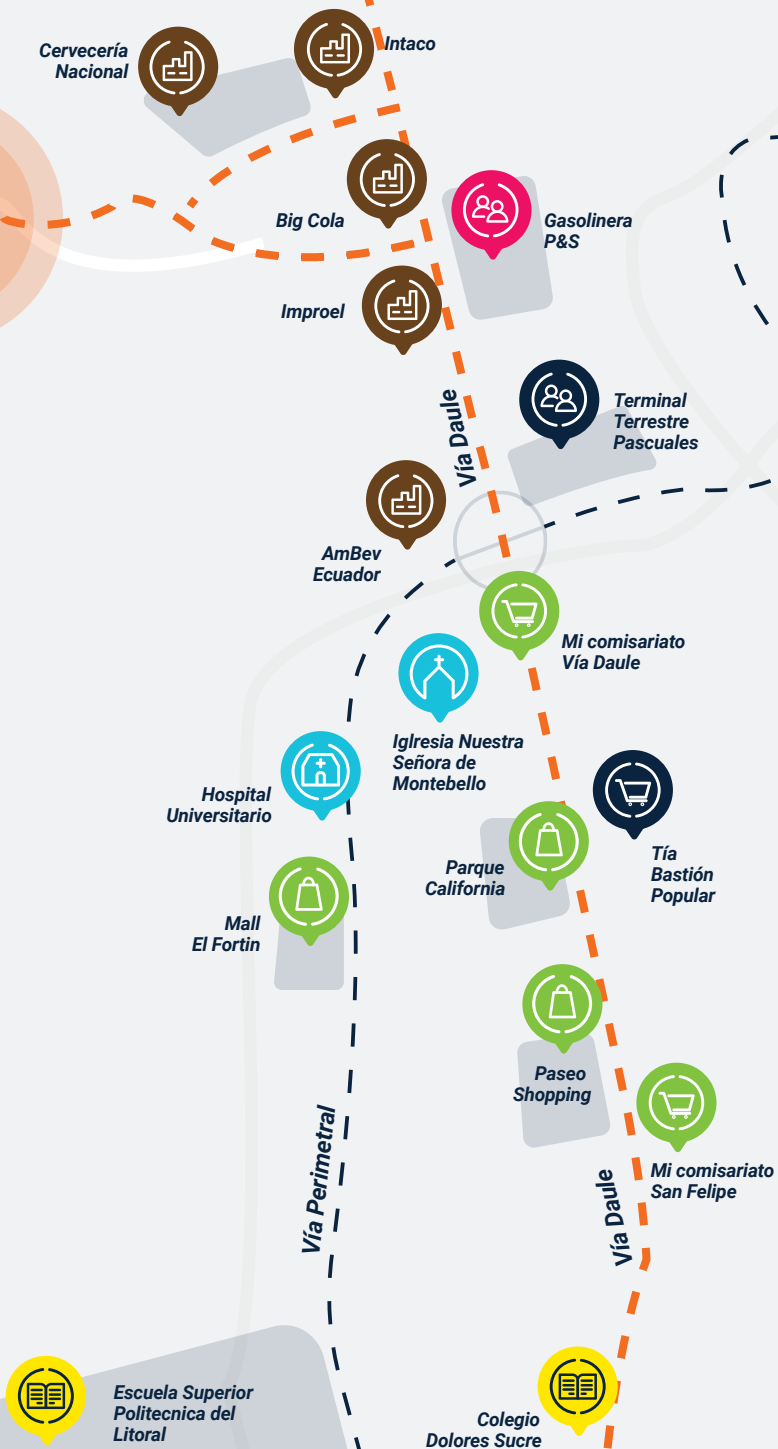 Cervecería
Nacional
Intaco
Big Cola
Gasolinera
P&S
Improel
Vía Daule
Terminal
Terrestre
Pascuales
AmBev
Ecuador
Mi comisariato
Vía Daule
Iglresia Nuestra
Señora de
Montebello
Hospital
Universitario
Parque
California
Tía
Bastión
Popular
Mall
El Fortin
Paseo
Shopping
Vía Perimetral
Mi comisariato
San Felipe
Vía Daule
Escuela Superior
Politecnica del
Litoral
Colegio
Dolores Sucre